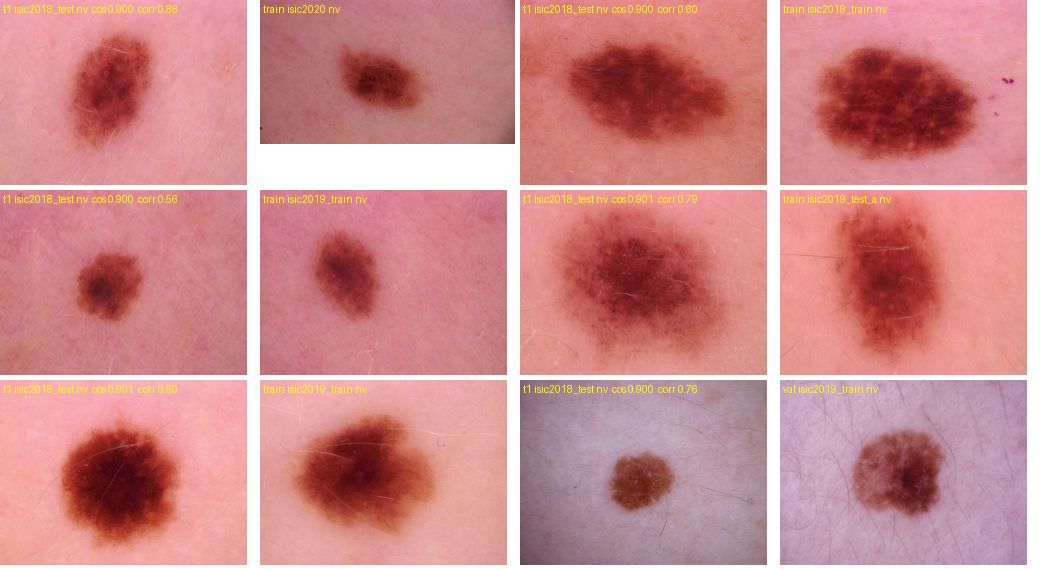 t1 isic2018_test nv cos0.900 corr 0.86
train isic2020 nv
t1 isic2018_test nv cos0.900 corr 0.60
train isic2019_train nv
t1 isic2018_test nv cos0.900 corr 0.56
train isic2019_train nv
t1 isic2018_test nv cos0.901 corr 0.79
train isic2019_test_a nv
t1 isic2018_test nv cos0.901 corr 0.80
train isic2019_train nv
t1 isic2018_test nv cos0.900 corr 0.76
val isic2019_train nv